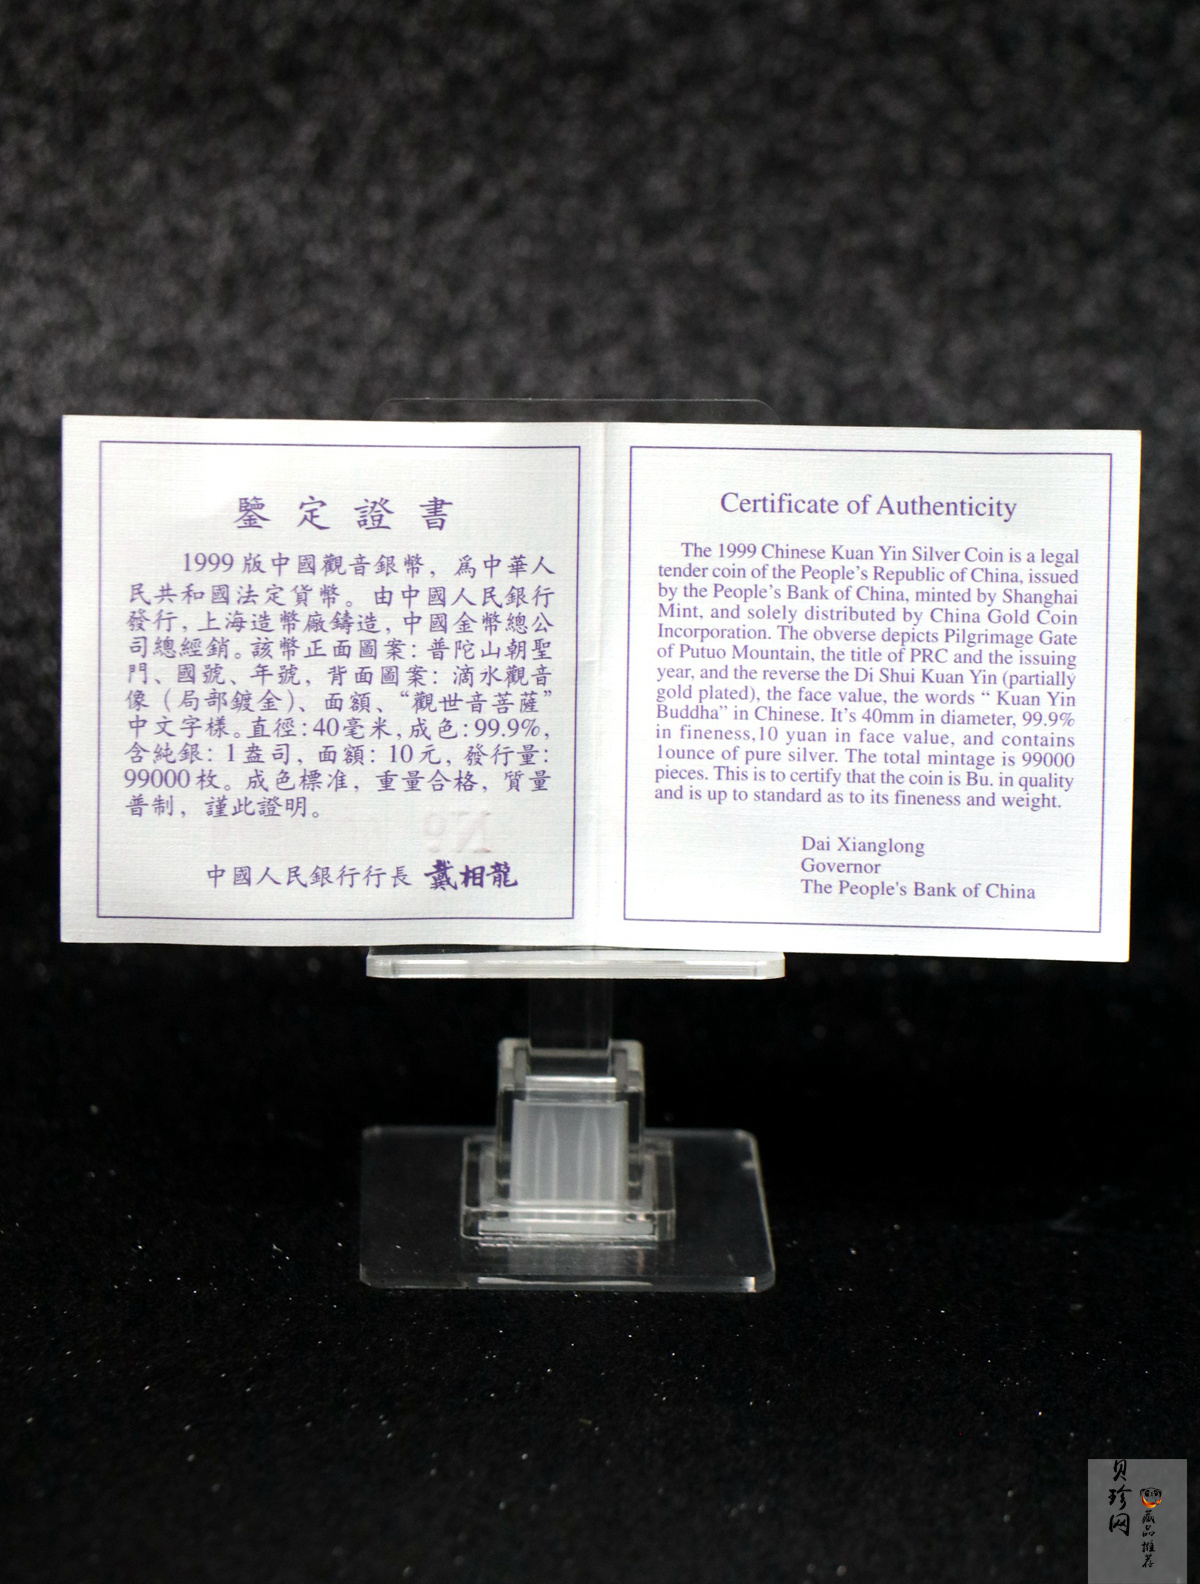 鑒定證書
1999版中國觀音銀幣，爲中華人
民共和國法定貨幣。由中國人民銀行
發行，上海造幣廠鑄造，中國金幣總公
司總經銷。該幣正面圖案：普陀山朝聖
門、國號、年號，背面圖案：滴水觀音
像（局部鍍金）、面額、“觀世音菩薩”
中文字樣。直徑：40毫米，成色：99.9%，
含純銀：1盎司，面額：10元，發行量：
99000枚。成色標准，重量合格，質量
普制，謹此證明。
中國人民銀行行長 戴相龍
Certificate of Authenticity
The 1999 Chinese Kuan Yin Silver Coin is a legal
tender coin of the People's Republic of China, issued
by the People's Bank of China, minted by Shanghai
Mint, and solely distributed by China Gold Coin
Incorporation. The obverse depicts Pilgrimage Gate
of Putuo Mountain, the title of PRC and the issuing
year, and the reverse the Di Shui Kuan Yin (partially
gold plated), the face value, the words “ Kuan Yin
Buddha” in Chinese. It's 40mm in diameter, 99.9%
in fineness,10 yuan in face value, and contains
1ounce of pure silver. The total mintage is 99000
pieces. This is to certify that the coin is Bu. in quality
and is up to standard as to its fineness and weight.
Dai Xianglong
Governor
The People's Bank of China
贝珍网
藏品推荐